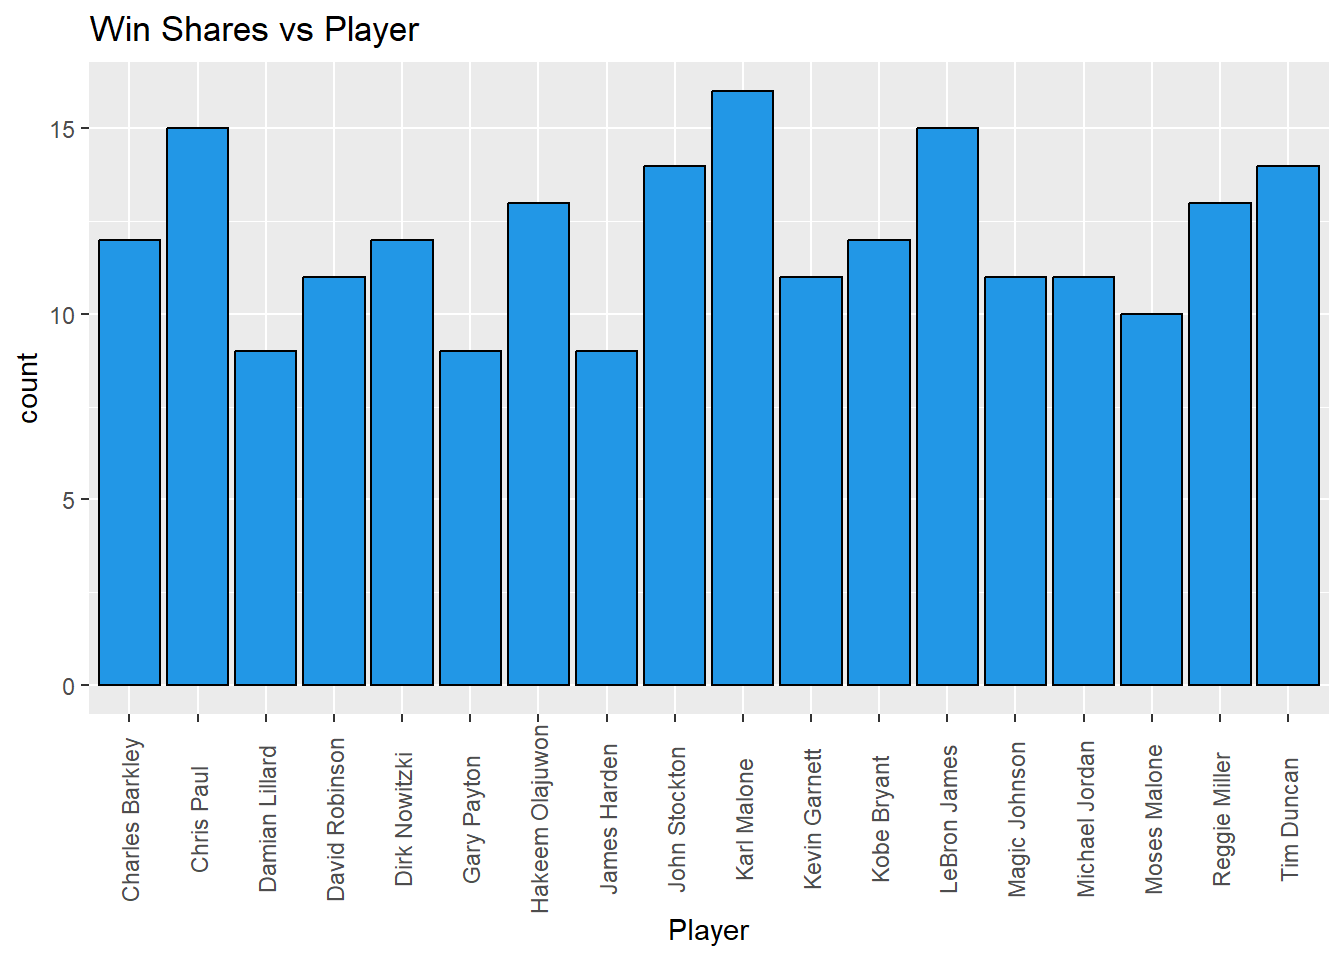 Win Shares vs Player
count
15
10
5
0
Charles Barkley
Chris Paul
Damian Lillard
David Robinson
Dirk Nowitzki
Gary Payton
Hakeem Olajuwon
James Harden
John Stockton
Karl Malone
Kevin Garnett
Kobe Bryant
LeBron James
Magic Johnson
Michael Jordan
Moses Malone
Reggie Miller
Tim Duncan
Player